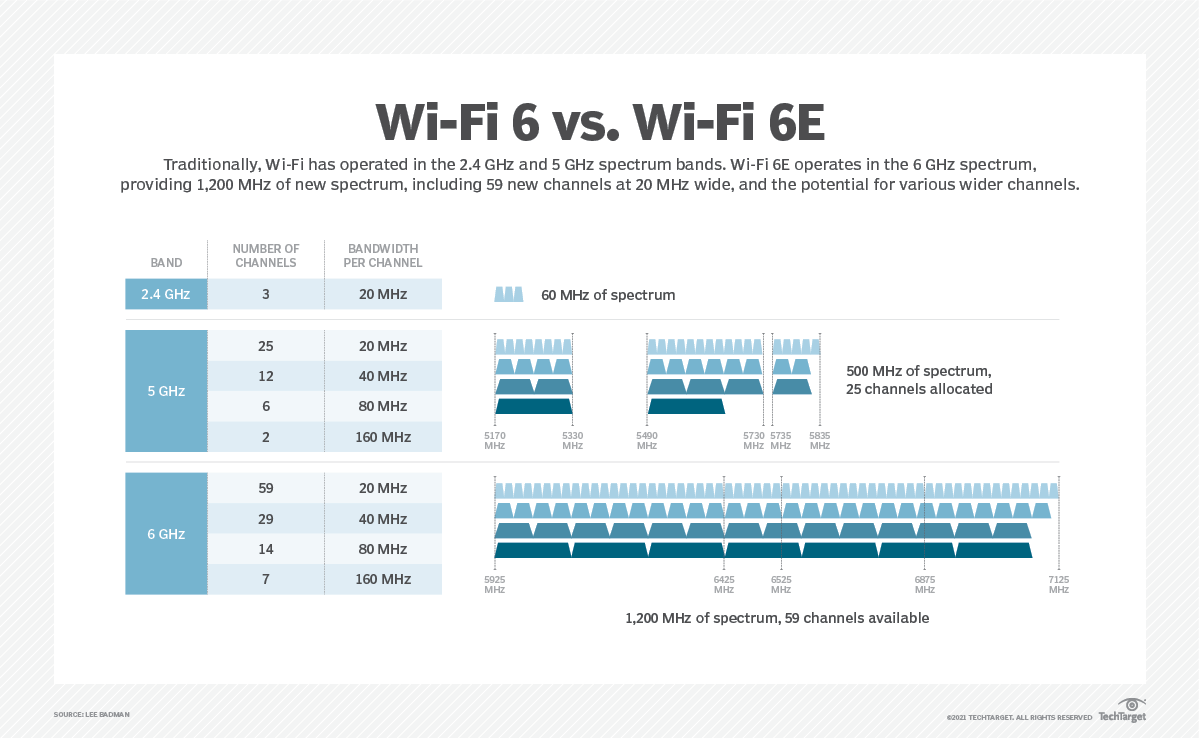 Wi-Fi 6 vs. Wi-Fi 6E
Traditionally, Wi-Fi has operated in the 2.4 GHz and 5 GHz spectrum bands. Wi-Fi 6E operates in the 6 GHz spectrum,
providing 1,200 MHz of new spectrum, including 59 new channels at 20 MHz wide, and the potential for various wider channels.
BAND
NUMBER OF
CHANNELS
BANDWIDTH
PER CHANNEL
2.4 GHz 3 20 MHz
60 MHz of spectrum
5 GHz
25 20 MHz
12 40 MHz
6 80 MHz
2 160 MHz
500 MHz of spectrum,
25 channels allocated
5170 5330 5490 5730 5735 5835
MHz MHz MHz MHz MHz MHz
6 GHz
59 20 MHz
29 40 MHz
14 80 MHz
7 160 MHz
5925 6425 6525 6875 7125
MHz MHz MHz MHz MHz
1,200 MHz of spectrum, 59 channels available
SOURCE: LEE BADMAN
©2021 TECHTARGET. ALL RIGHTS RESERVED TechTarget